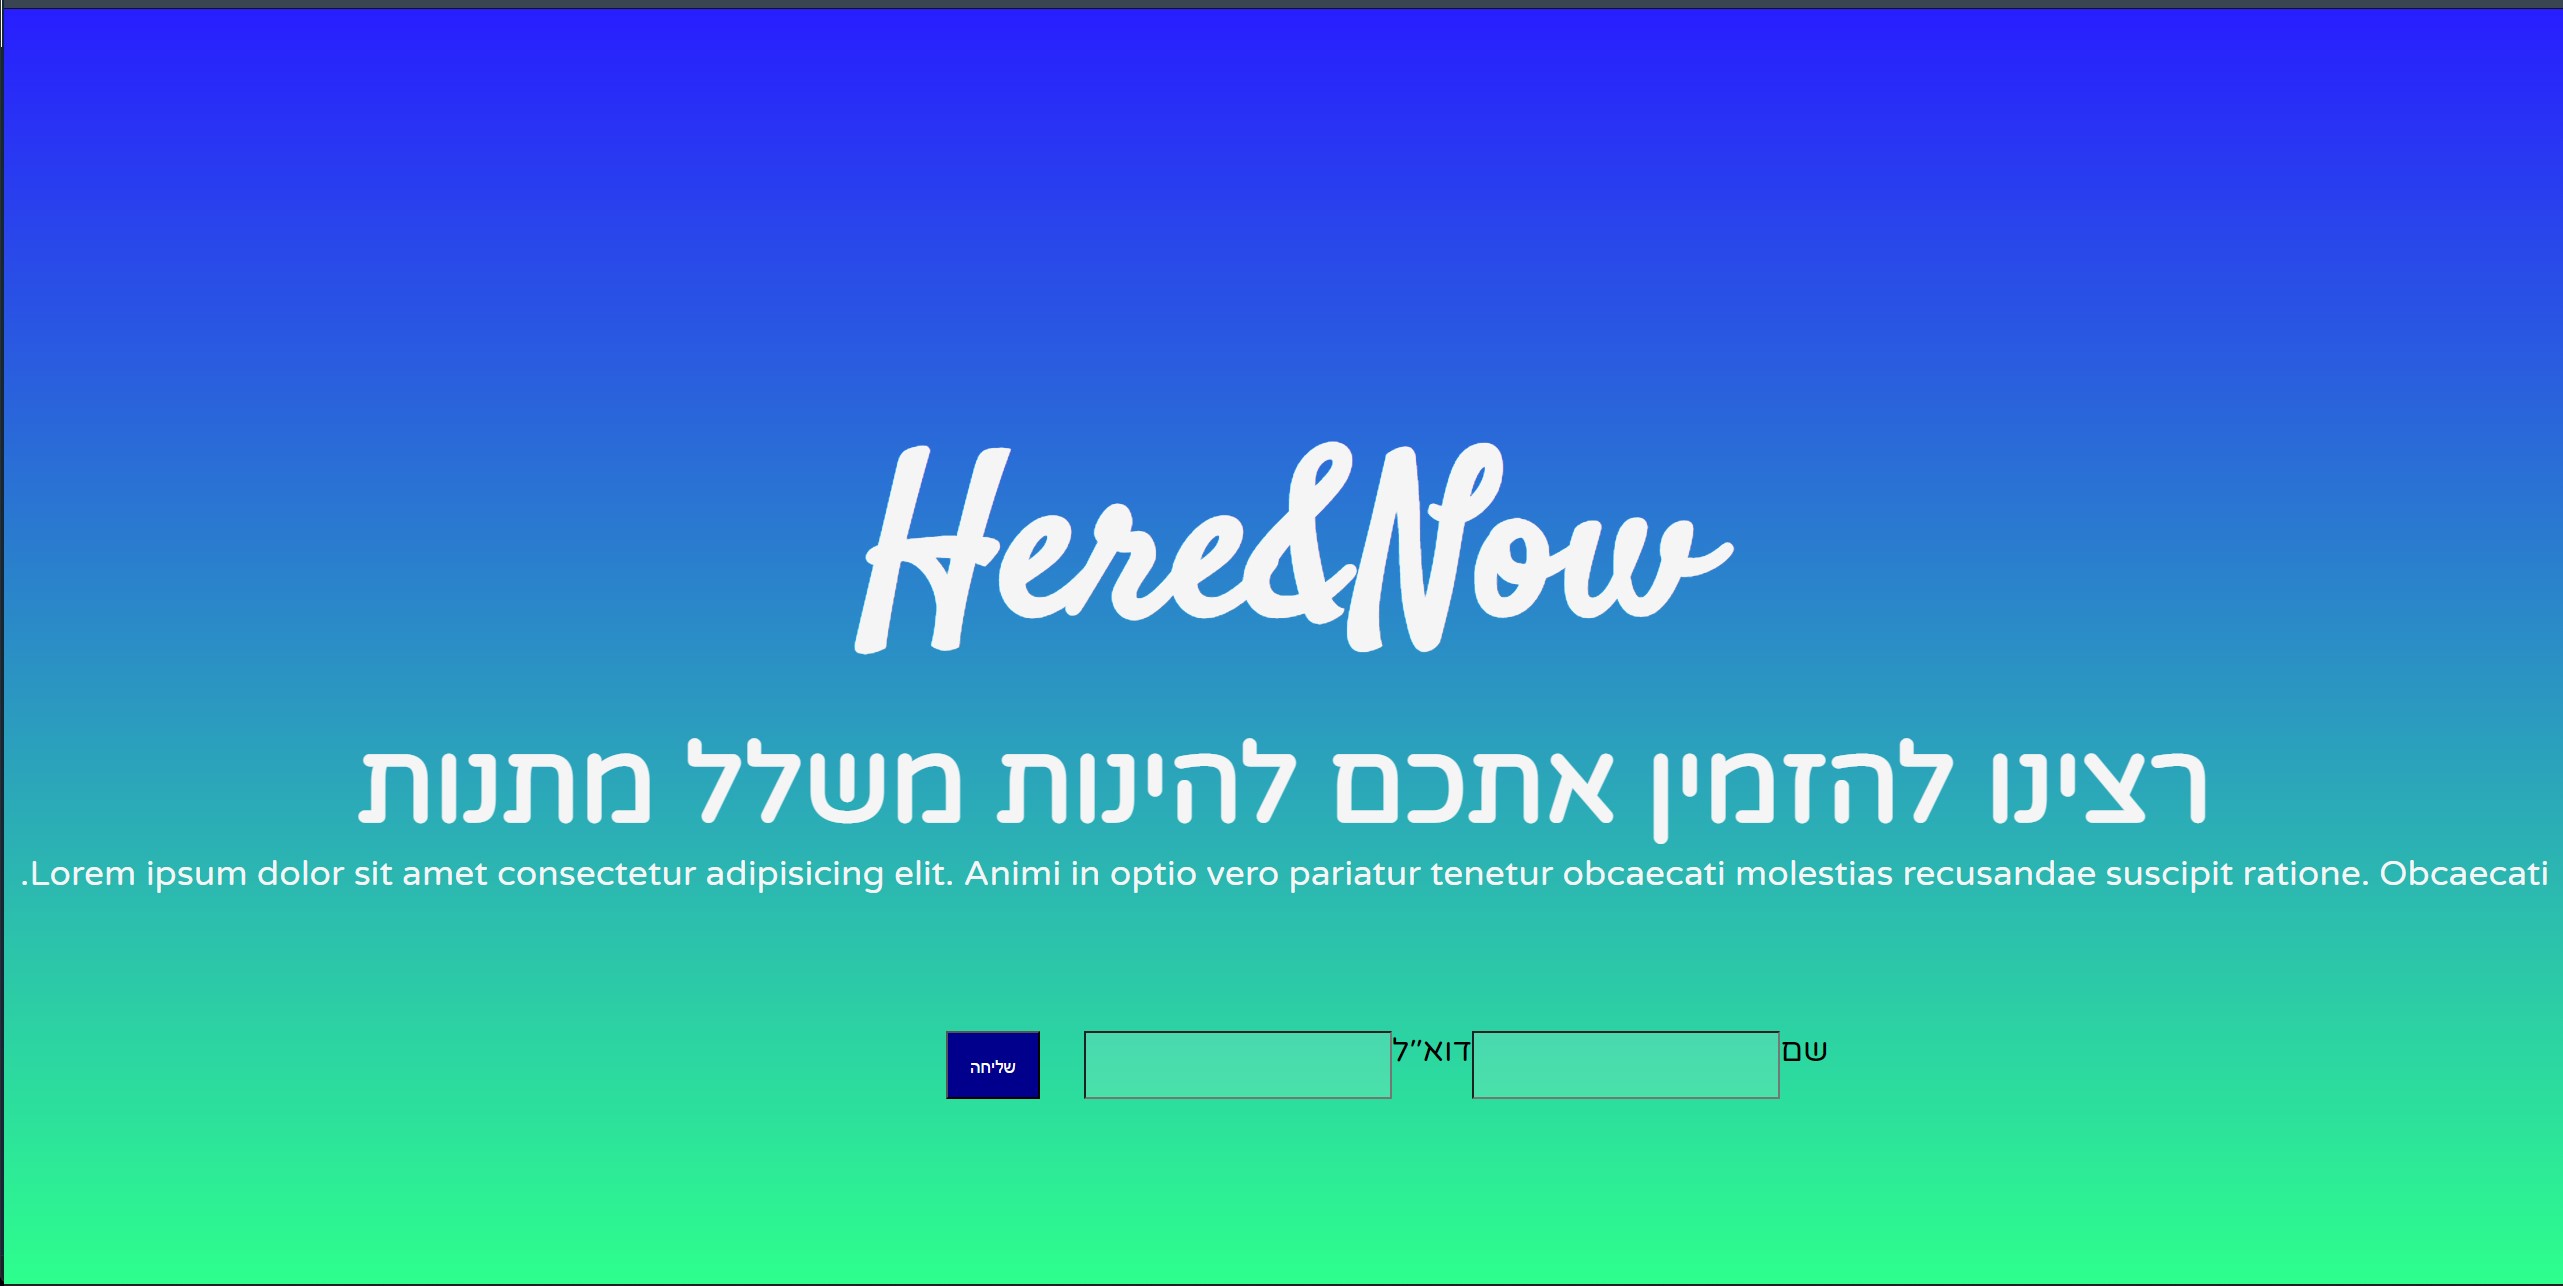 Here&Now
רצינו להזמין אתכם להינות משלל מתנות
Lorem ipsum dolor sit amet consectetur adipisicing elit. Animi in optio vero pariatur tenetur obcaecati molestias recusandae suscipit ratione. Obcaecati.
שם דוא"ל שליחה